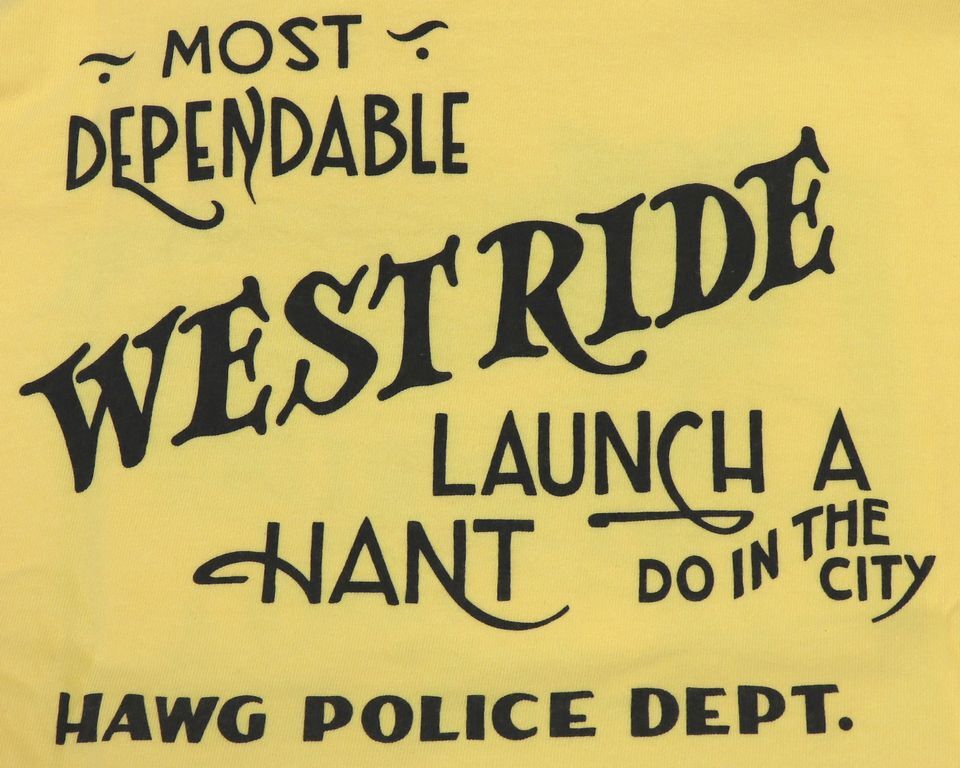 MOST
DEPENDABLE
WESTRIDE
LAUNCH A
HANT DO IN THE CITY
HAWG POLICE DEPT.